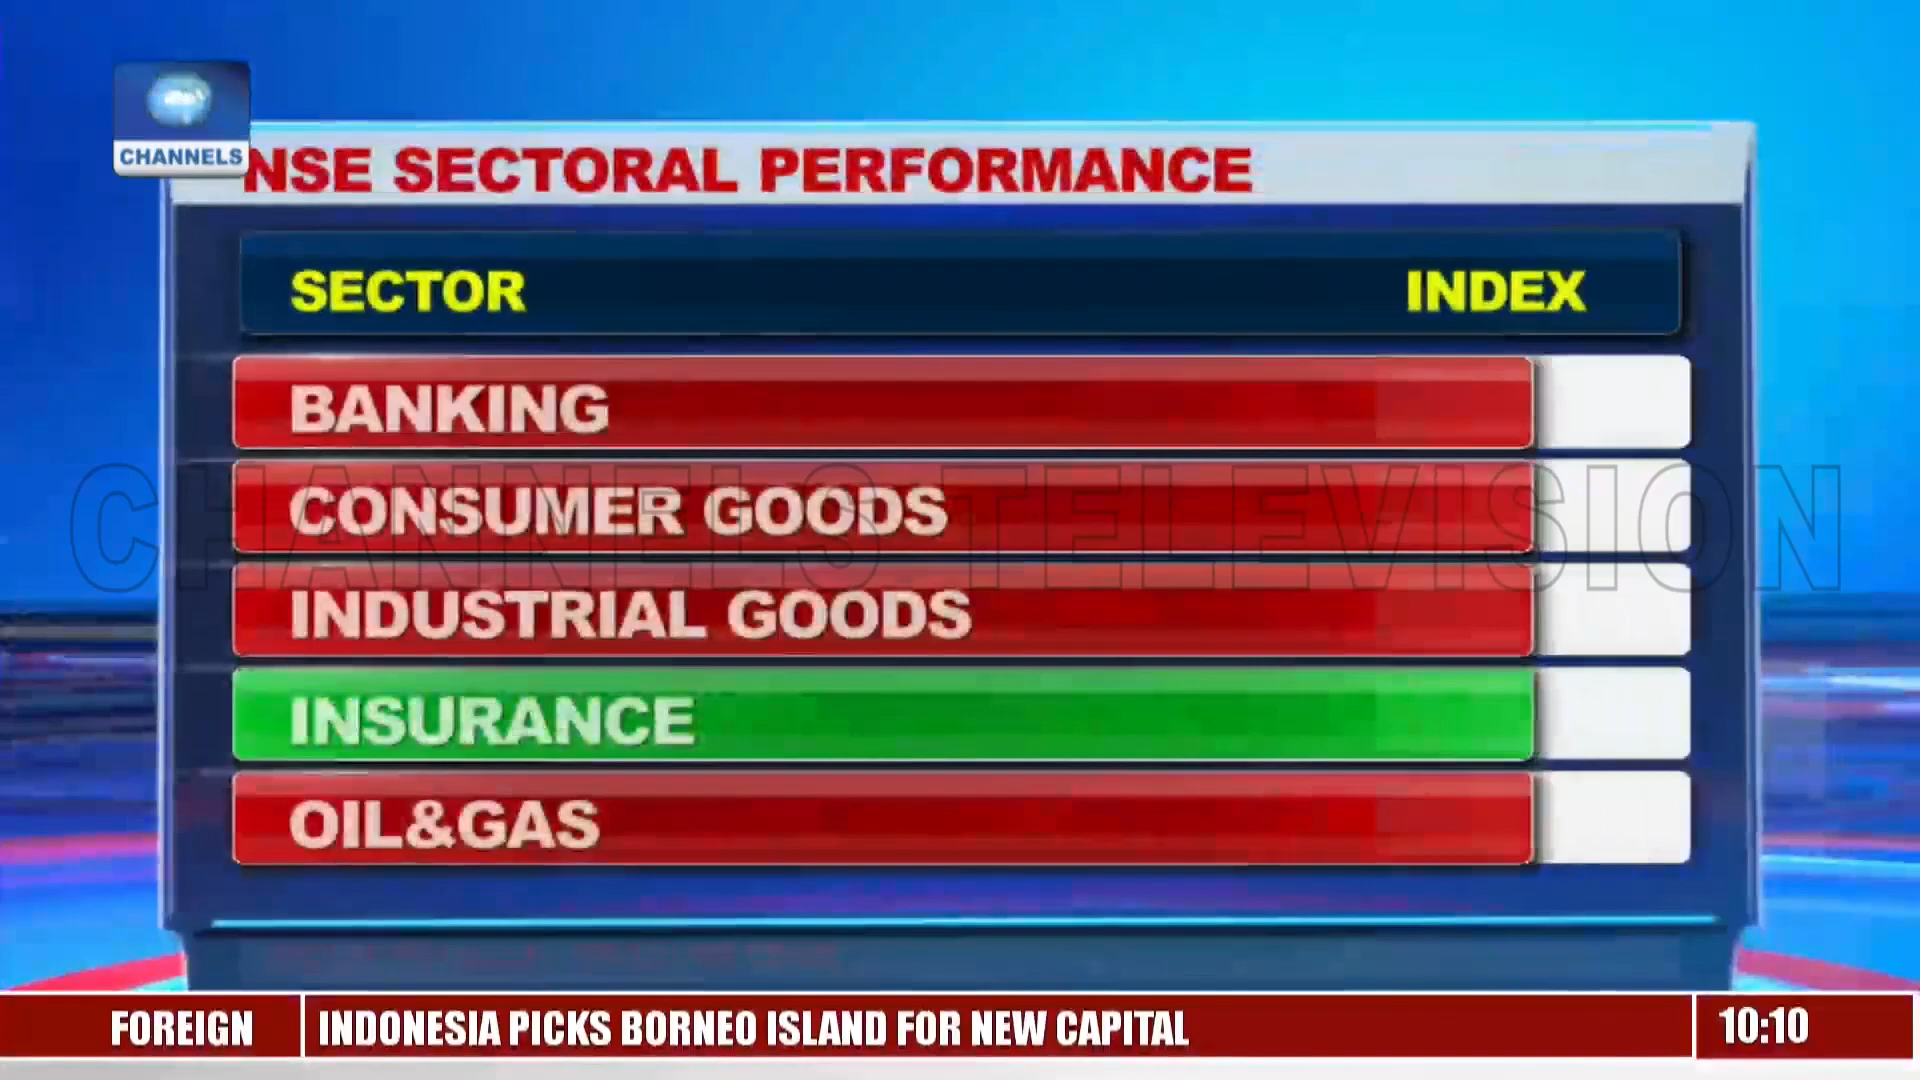 CHANNELS
NSE SECTORAL PERFORMANCE
SECTOR INDEX
BANKING
CONSUMER GOODS
CHANNELS TELEVISION
INDUSTRIAL GOODS
INSURANCE
OIL&GAS
FOREIGN INDONESIA PICKS BORNEO ISLAND FOR NEW CAPITAL 10:10